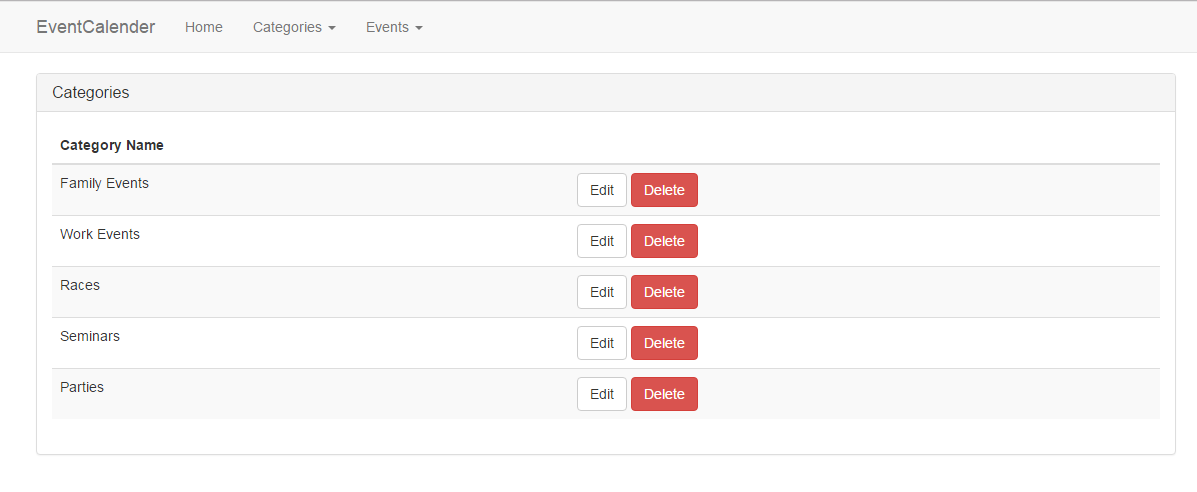 EventCalender Home Categories Events
Categories
Category Name
Family Events Edit Delete
Work Events Edit Delete
Races Edit Delete
Seminars Edit Delete
Parties Edit Delete